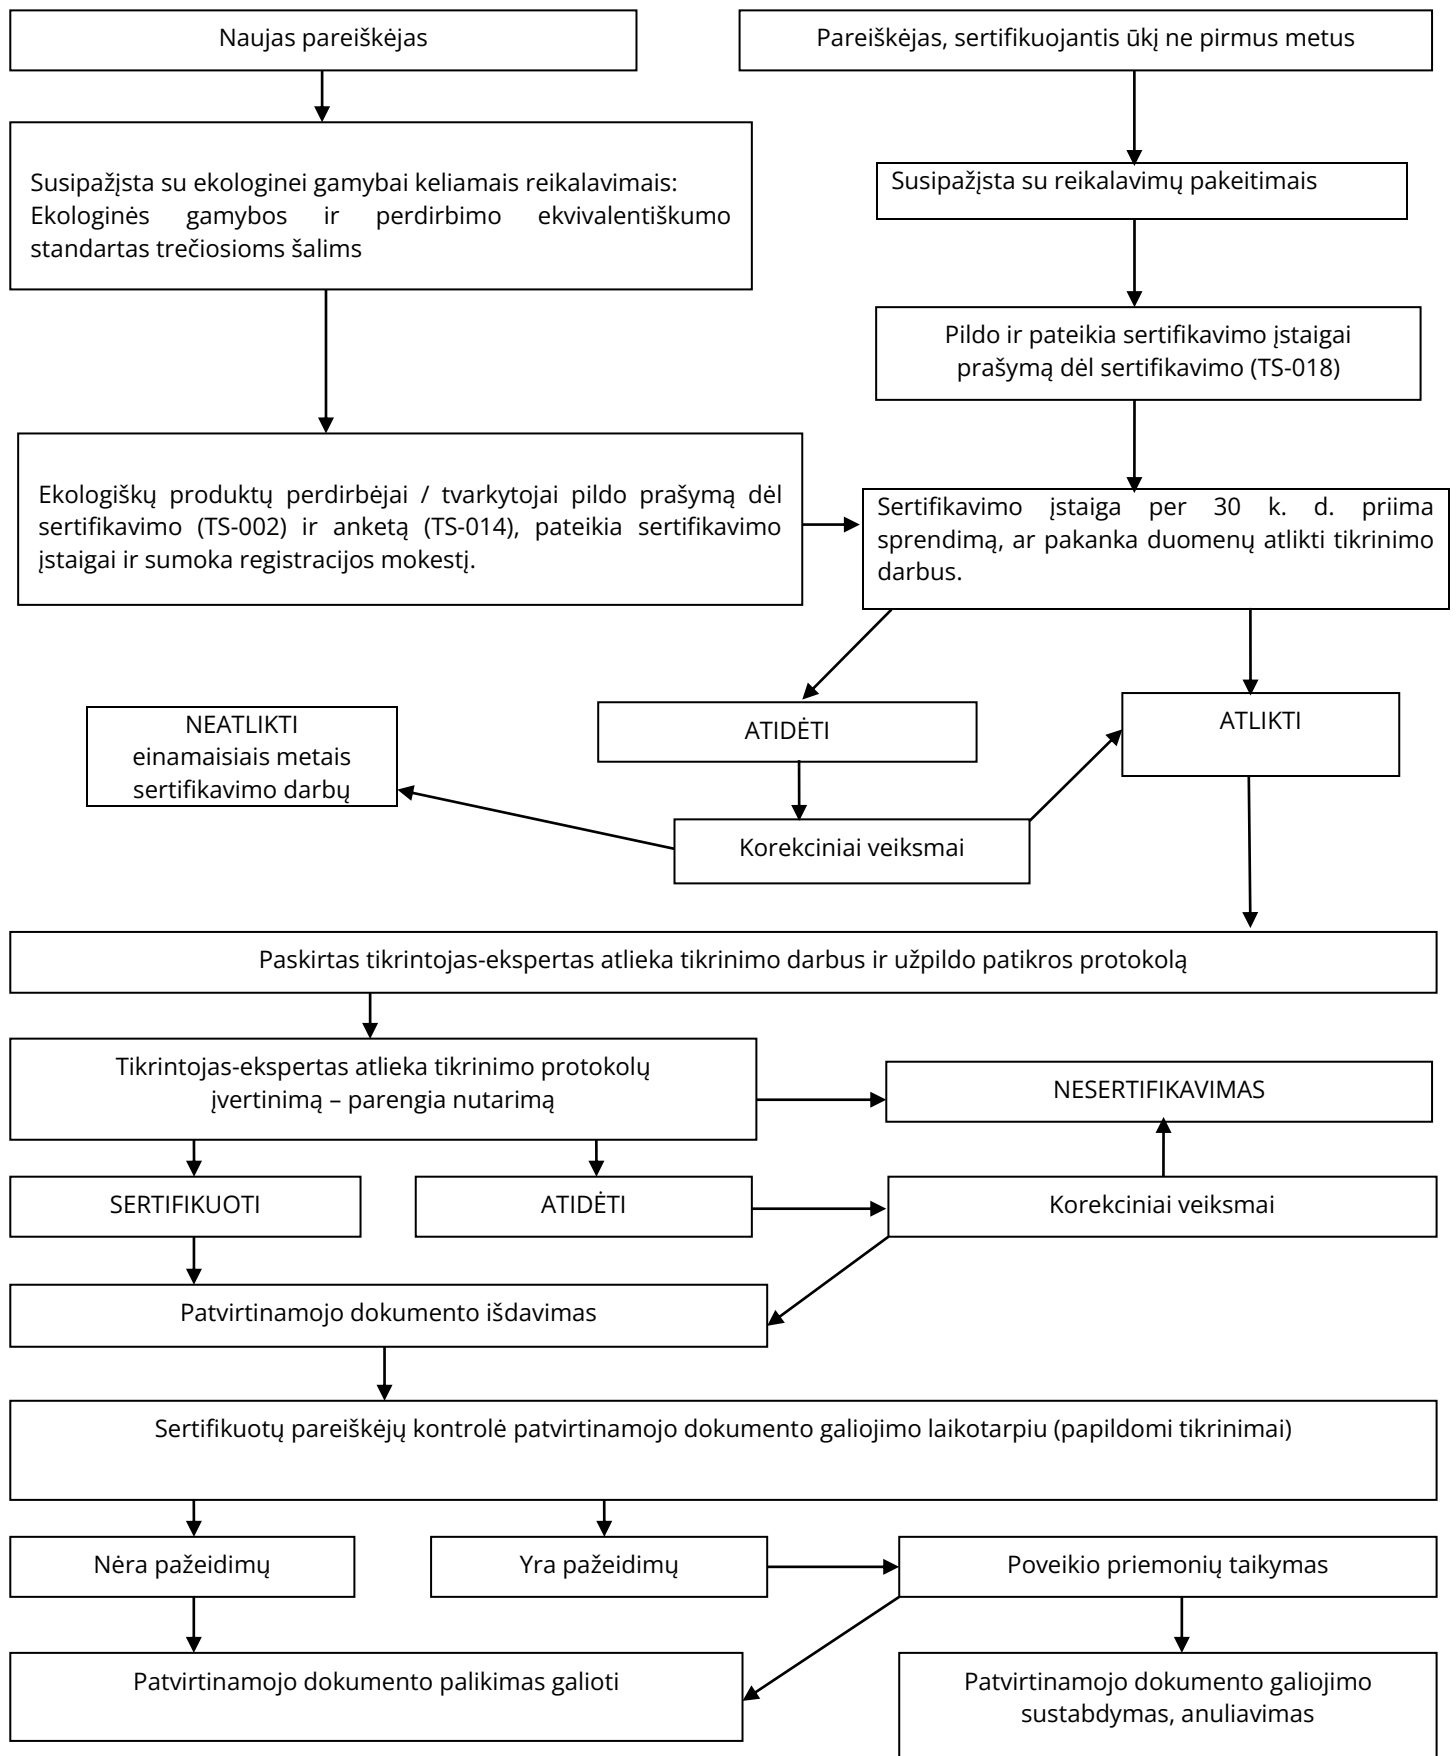 Naujas pareiškėjas
Pareiškėjas, sertifikuojantis ūkį ne pirmus metus
Susipažįsta su ekologinei gamybai keliamais reikalavimais:
Ekologinės gamybos ir perdirbimo ekvivalentiškumo
standartas trečiosioms šalims
Susipažįsta su reikalavimų pakeitimais
Pildo ir pateikia sertifikavimo įstaigai
prašymą dėl sertifikavimo (TS-018)
Ekologiškų produktų perdirbėjai / tvarkytojai pildo prašymą dėl
sertifikavimo (TS-002) ir anketą (TS-014), pateikia sertifikavimo
įstaigai ir sumoka registracijos mokestį.
Sertifikavimo įstaiga per 30 k. d. priima
sprendimą, ar pakanka duomenų atlikti tikrinimo
darbus.
NEATLIKTI
einamaisiais metais
sertifikavimo darbų
ATIDĖTI
ATLIKTI
Korekciniai veiksmai
Paskirtas tikrintojas-ekspertas atlieka tikrinimo darbus ir užpildo patikros protokolą
Tikrintojas-ekspertas atlieka tikrinimo protokolų
įvertinimą – parengia nutarimą
NESERTIFIKAVIMAS
SERTIFIKUOTI
ATIDĖTI
Korekciniai veiksmai
Patvirtinamojo dokumento išdavimas
Sertifikuotų pareiškėjų kontrolė patvirtinamojo dokumento galiojimo laikotarpiu (papildomi tikrinimai)
Nėra pažeidimų
Yra pažeidimų
Poveikio priemonių taikymas
Patvirtinamojo dokumento palikimas galioti
Patvirtinamojo dokumento galiojimo
sustabdymas, anuliavimas